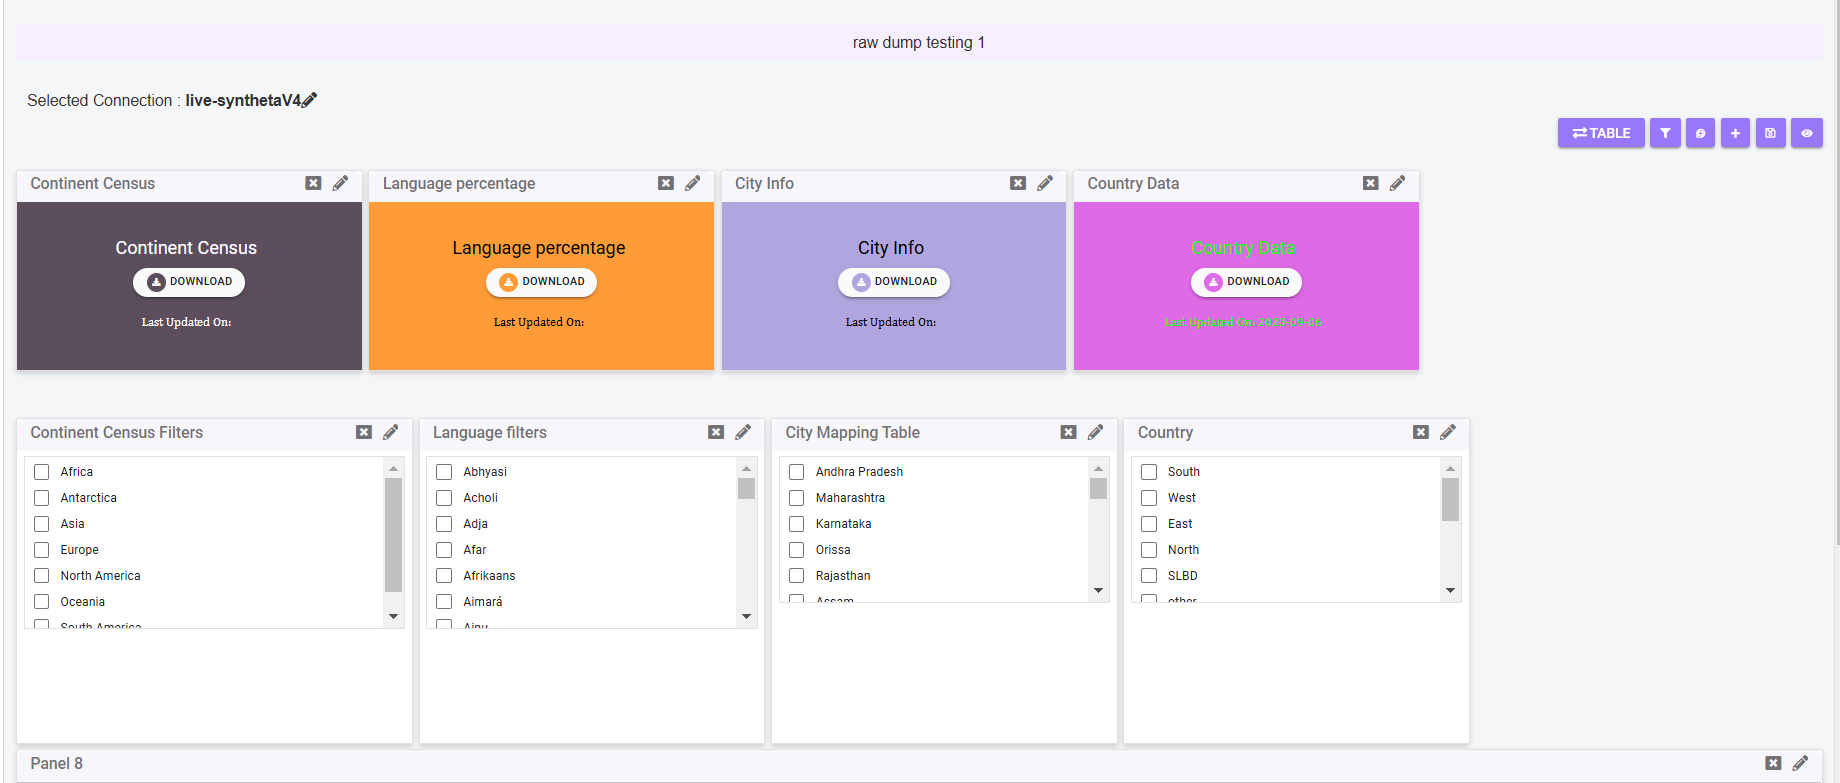 raw dump testing 1
Selected Connection : live-synthetaV4
TABLE
Continent Census
Language percentage
City Info
Country Data
Continent Census
DOWNLOAD
Last Updated On:
Language percentage
DOWNLOAD
Last Updated On:
City Info
DOWNLOAD
Last Updated On:
Country Data
DOWNLOAD
Last Updated On:
Continent Census Filters
Africa
Antarctica
Asia
Europe
North America
Oceania
South America
Language filters
Abhyasi
Acholi
Adja
Afar
Afrikaans
Aimará
Ainu
City Mapping Table
Andhra Pradesh
Maharashtra
Karnataka
Orissa
Rajasthan
Assam
Country
South
West
East
North
SLBD
other
Panel 8